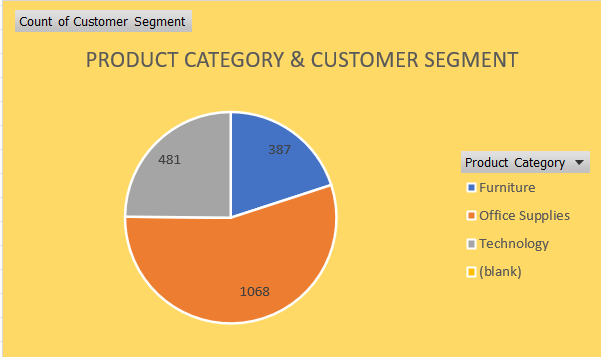 Count of Customer Segment
PRODUCT CATEGORY & CUSTOMER SEGMENT
387
481
1068
Product Category
Furniture
Office Supplies
Technology
(blank)